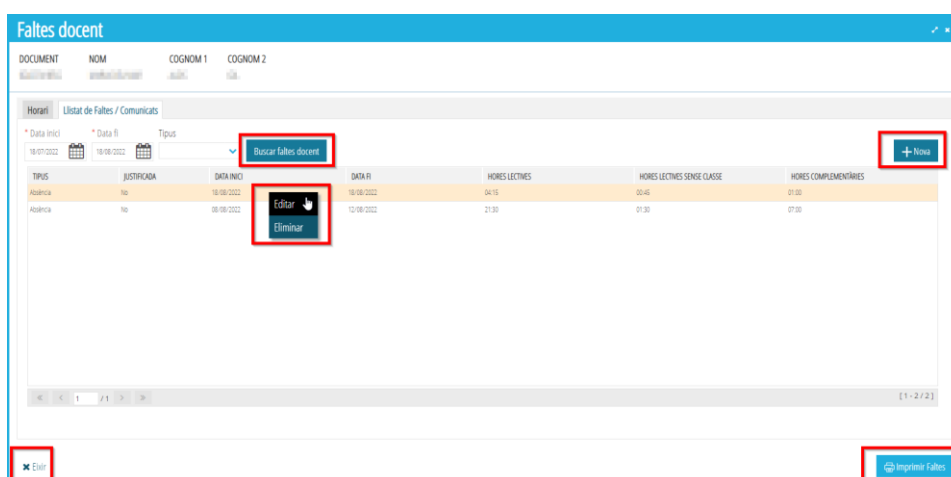 Faltes docent
DOCUMENT NOM COGNOM 1 COGNOM 2
Horari Llistat de Faltes / Comunicats
* Data inici * Data fi Tipus
18/07/2022 18/08/2022 Buscar faltes docent + Nova
TIPUS JUSTIFICADA DATA INICI DATA FI HORES LECTIVES HORES LECTIVES SENSE CLASSE HORES COMPLEMENTÀRIES
Absència No 18/08/2022 18/08/2022 04:15 00:45 01:00
Absència No 08/08/2022 12/08/2022 21:30 01:30 07:00
Editar
Eliminar
« < 1 / 1 > » [ 1 - 2 / 2 ]
Eixir Imprimir Faltes